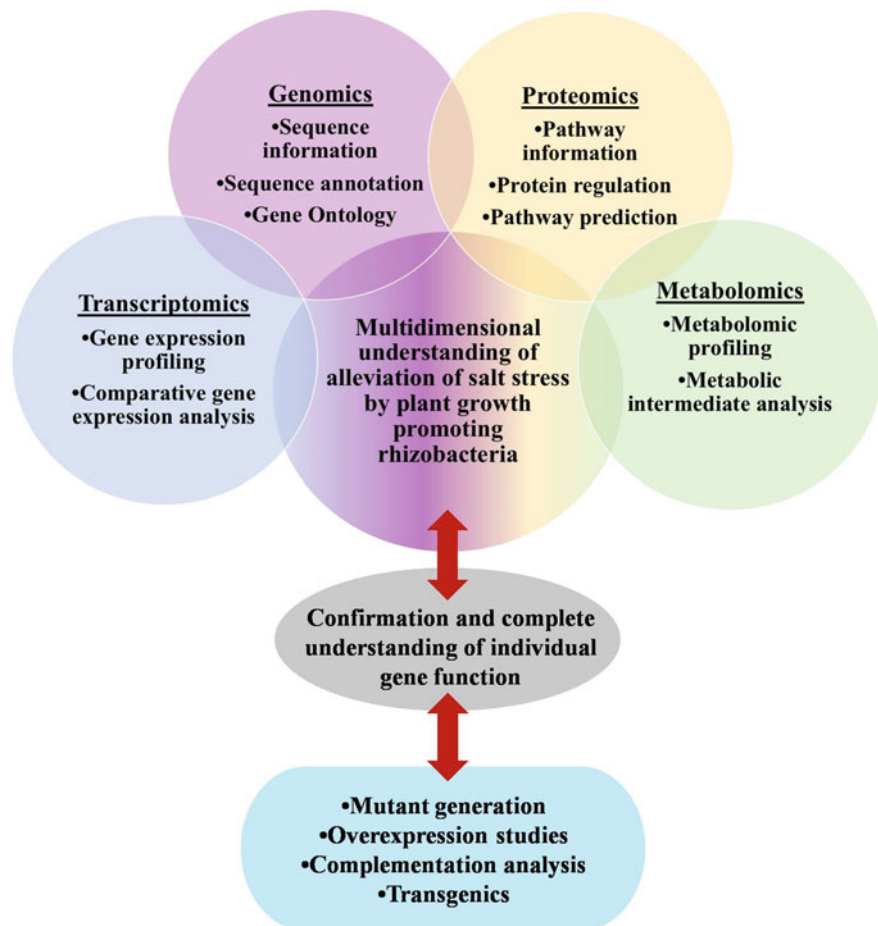 Genomics
•Sequence
information
•Sequence annotation
•Gene Ontology
Proteomics
•Pathway
information
•Protein regulation
•Pathway prediction
Transcriptomics
•Gene expression
profiling
•Comparative gene
expression analysis
Multidimensional
understanding of
alleviation of salt stress
by plant growth
promoting
rhizobacteria
Metabolomics
•Metabolomic
profiling
•Metabolic
intermediate analysis
Confirmation and complete
understanding of individual
gene function
•Mutant generation
•Overexpression studies
•Complementation analysis
•Transgenics